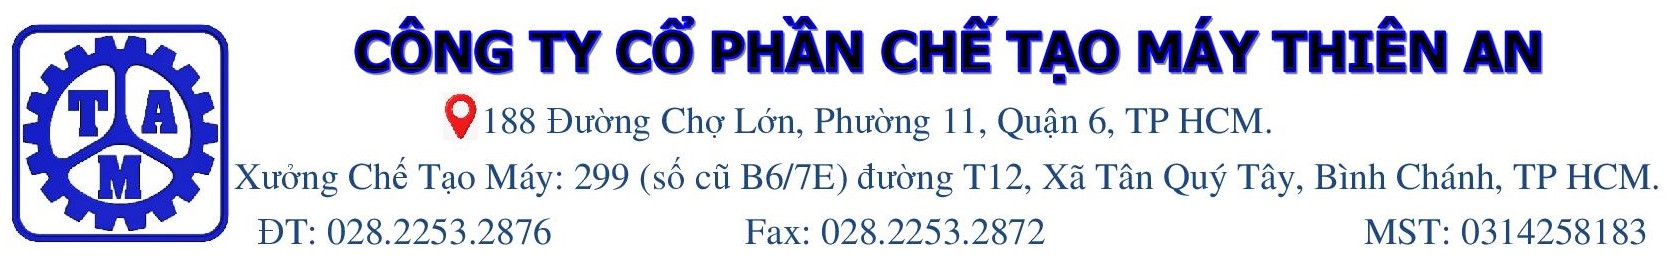 CÔNG TY CỔ PHẦN CHẾ TẠO MÁY THIÊN AN
188 Đường Chợ Lớn, Phường 11, Quận 6, TP HCM.
T A M
Xưởng Chế Tạo Máy: 299 (số cũ B6/7E) đường T12, Xã Tân Quý Tây, Bình Chánh, TP HCM.
ĐT: 028.2253.2876 Fax: 028.2253.2872 MST: 0314258183